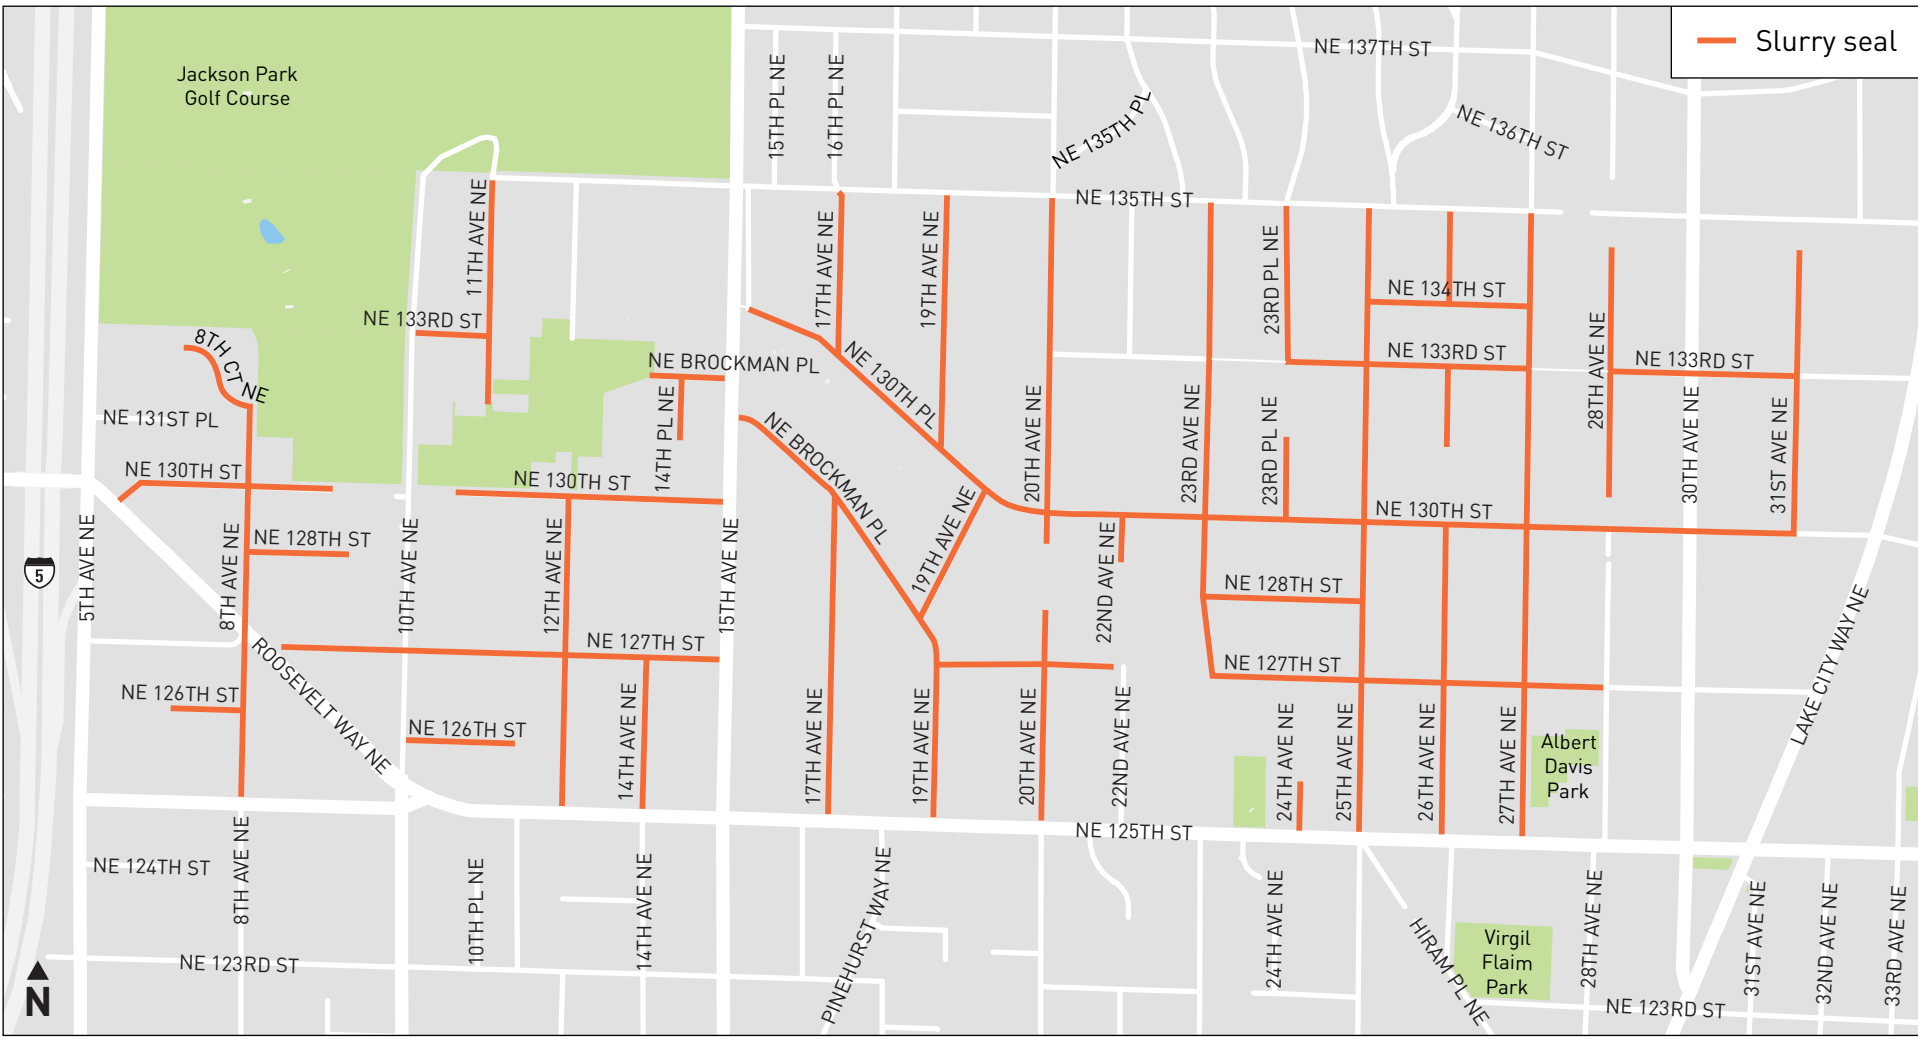 Slurry seal
Jackson Park
Golf Course
NE 137TH ST
15TH PL NE
16TH PL NE
NE 135TH PL
NE 136TH ST
NE 135TH ST
11TH AVE NE
17TH AVE NE
19TH AVE NE
23RD PL NE
NE 134TH ST
NE 133RD ST
8TH CT NE
NE BROCKMAN PL
NE 130TH PL
NE 133RD ST
28TH AVE NE
NE 133RD ST
NE 131ST PL
14TH PL NE
NE BROCKMAN PL
20TH AVE NE
23RD AVE NE
23RD PL NE
30TH AVE NE
31ST AVE NE
NE 130TH ST
NE 130TH ST
NE 130TH ST
5TH AVE NE
8TH AVE NE
NE 128TH ST
10TH AVE NE
12TH AVE NE
15TH AVE NE
19TH AVE NE
22ND AVE NE
5
NE 128TH ST
LAKE CITY WAY NE
ROOSEVELT WAY NE
NE 127TH ST
NE 127TH ST
NE 126TH ST
NE 126TH ST
14TH AVE NE
17TH AVE NE
19TH AVE NE
20TH AVE NE
22ND AVE NE
24TH AVE NE
25TH AVE NE
26TH AVE NE
27TH AVE NE
Albert
Davis
Park
NE 125TH ST
NE 124TH ST
8TH AVE NE
10TH PL NE
14TH AVE NE
PINEHURST WAY NE
24TH AVE NE
HIRAM PL NE
Virgil
Flaim
Park
28TH AVE NE
31ST AVE NE
32ND AVE NE
33RD AVE NE
NE 123RD ST
NE 123RD ST
N